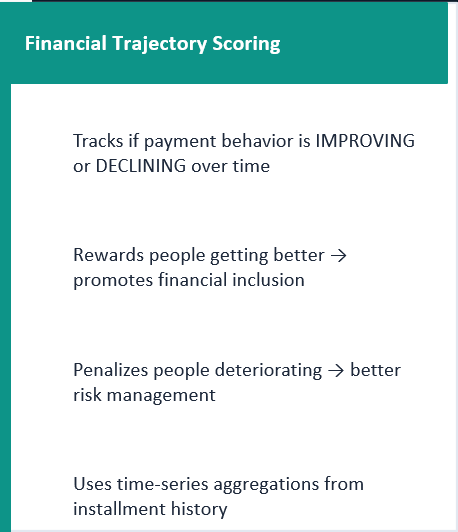 Financial Trajectory Scoring
Tracks if payment behavior is IMPROVING
or DECLINING over time
Rewards people getting better →
promotes financial inclusion
Penalizes people deteriorating → better
risk management
Uses time-series aggregations from
installment history